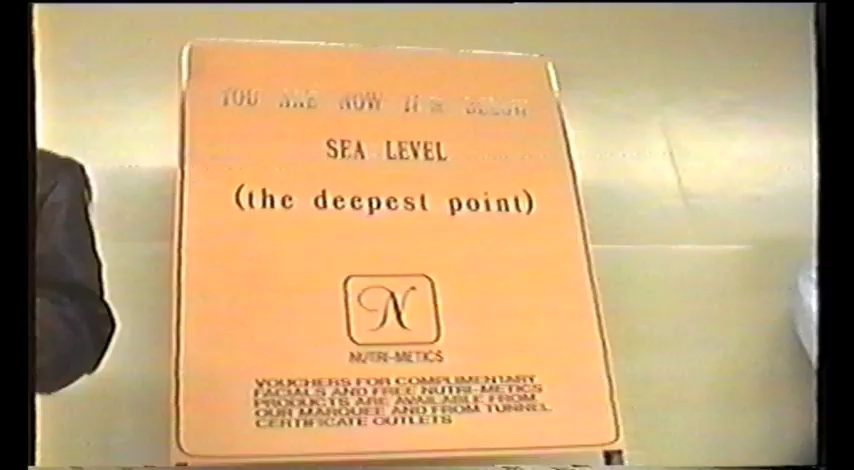 YOU ARE NOW BELOW
SEA LEVEL
(the deepest point)
N
NUTRI-METICS
VOUCHERS FOR COMPLIMENTARY
FACIALS AND FREE NUTRI-METICS
PRODUCTS ARE AVAILABLE FROM
OUR MARQUEE AND FROM TUNNEL
CERTIFICATE OUTLETS